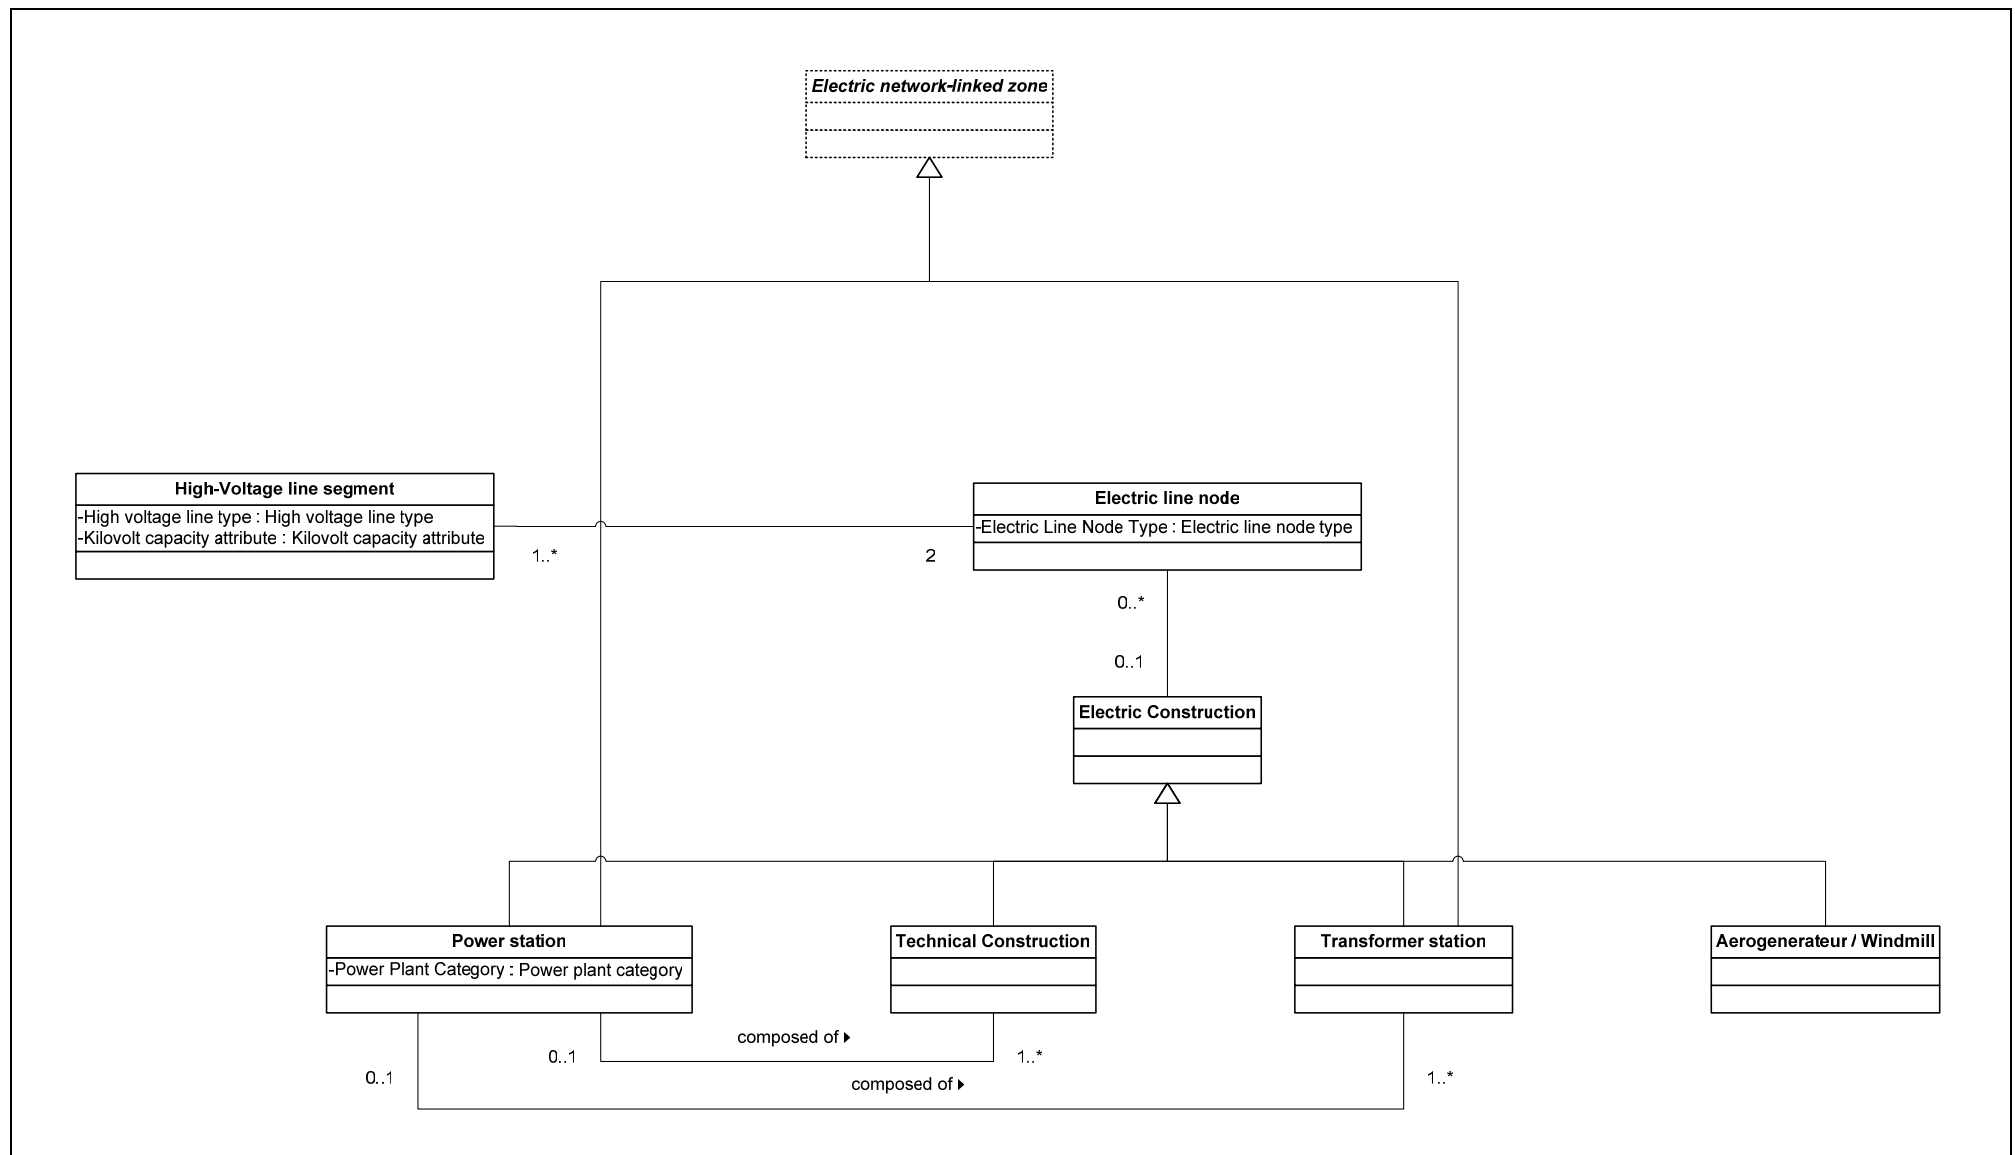 Electric network-linked zone
High-Voltage line segment
-High voltage line type : High voltage line type
-Kilovolt capacity attribute : Kilovolt capacity attribute
Electric line node
-Electric Line Node Type : Electric line node type
1..*
2
0..*
0..1
Electric Construction
Power station
-Power Plant Category : Power plant category
Technical Construction
Transformer station
Aerogenerateur / Windmill
composed of
0..1
1..*
composed of
0..1
1..*